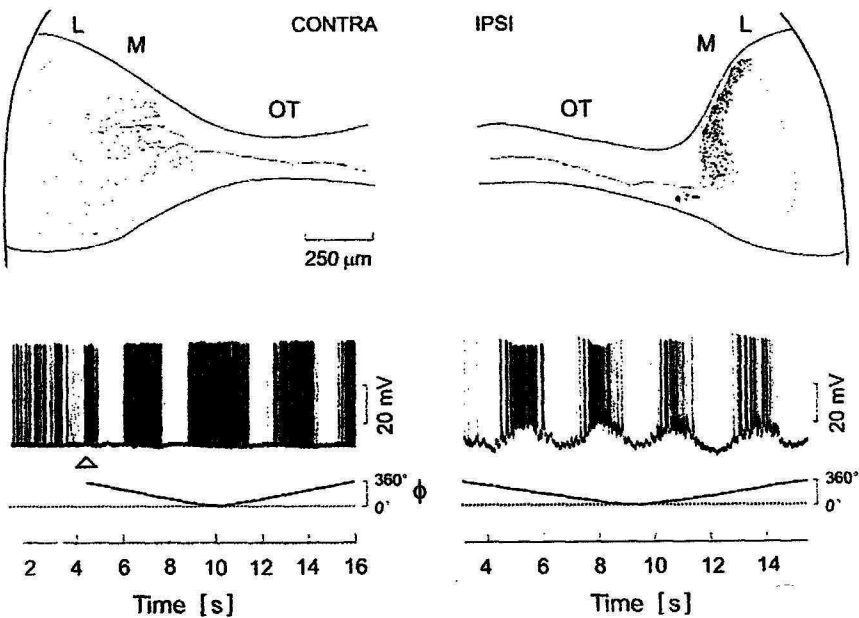 L M CONTRA IPSI M L
OT OT
250 µm
20 mV 20 mV
360° ϕ 360°
0° 0°
2 4 6 8 10 12 14 16 4 6 8 10 12 14
Time [s] Time [s]